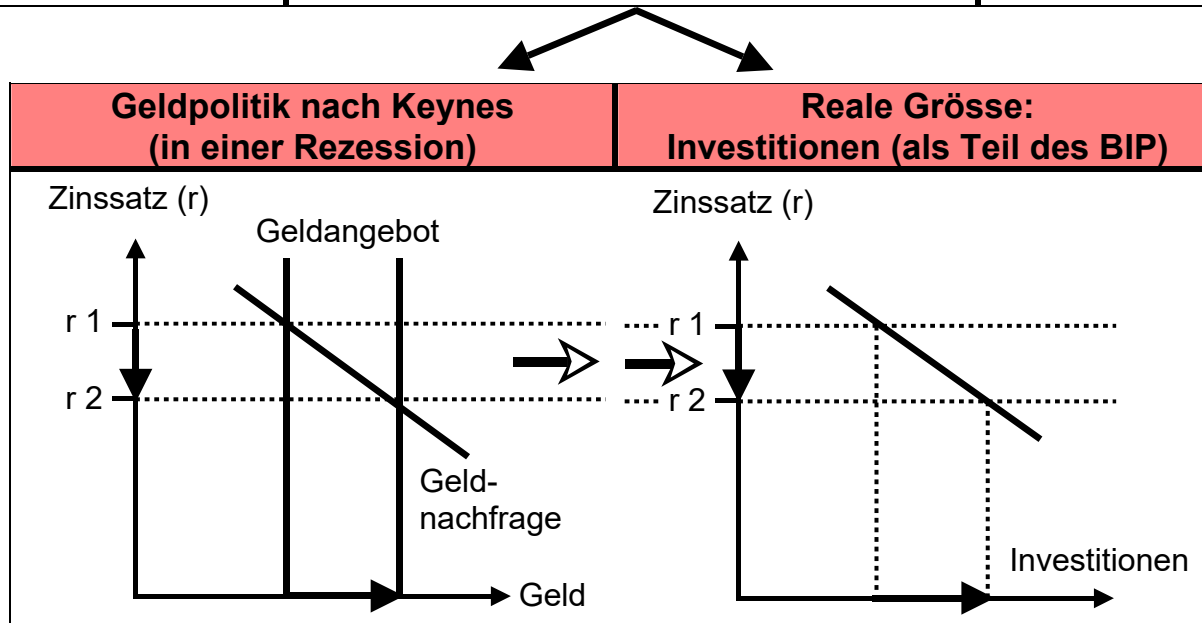 Geldpolitik nach Keynes
(in einer Rezession)
Reale Grösse:
Investitionen (als Teil des BIP)
Zinssatz (r)
Geldangebot
r 1
r 2
Geld-
nachfrage
Geld
Zinssatz (r)
r 1
r 2
Investitionen